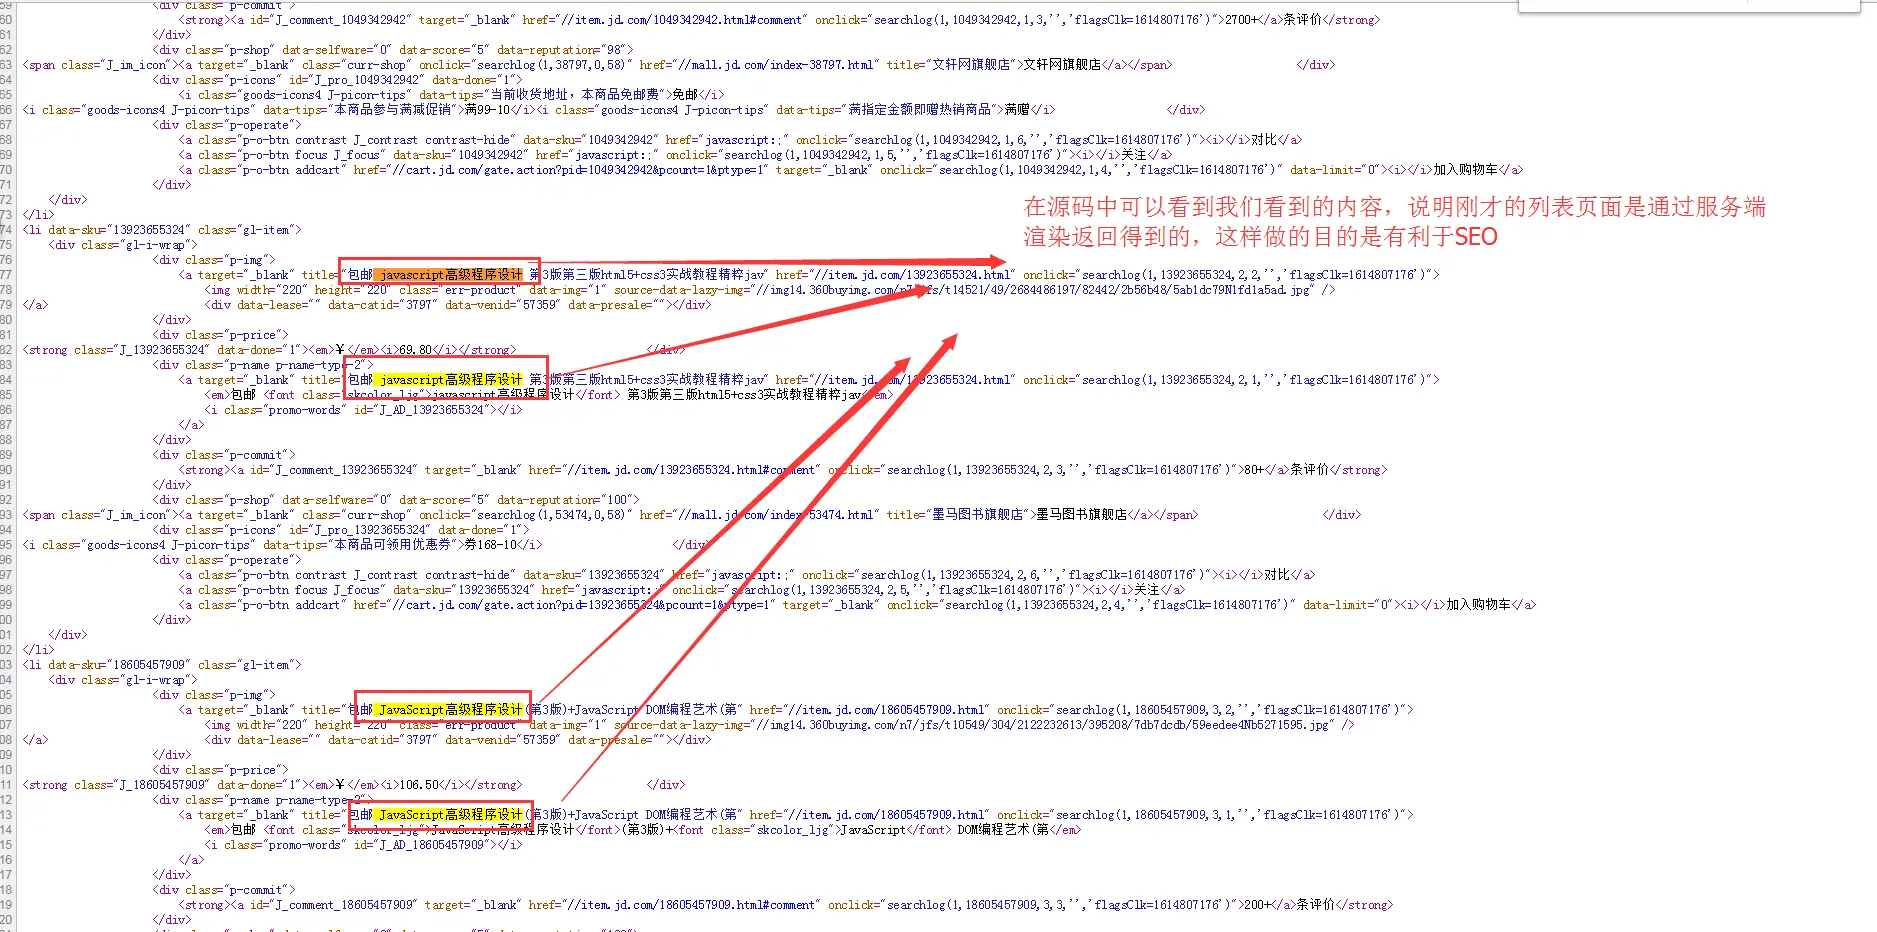 59 <div class="p-commit">
60 <strong><a id="J_comment_1049342942" target="_blank" href="//item.jd.com/1049342942.html#comment" onclick="searchlog(1,1049342942,1,3,'','flagsClk=1614807176')">2700+</a>条评价</strong>
61 </div>
62 <div class="p-shop" data-selfware="0" data-score="5" data-reputation="98">
63 <span class="J_im_icon"><a target="_blank" class="curr-shop" onclick="searchlog(1,38797,0,58)" href="//mall.jd.com/index-38797.html" title="文轩网旗舰店">文轩网旗舰店</a></span> </div>
64 <div class="p-icons" id="J_pro_1049342942" data-done="1">
65 <i class="goods-icons4 J-picon-tips" data-tips="当前收货地址，本商品免邮费">免邮</i>
66 <i class="goods-icons4 J-picon-tips" data-tips="本商品参与满减促销">满99-10</i><i class="goods-icons4 J-picon-tips" data-tips="满指定金额即赠热销商品">满赠</i> </div>
67 <div class="p-operate">
68 <a class="p-o-btn contrast J_contrast contrast-hide" data-sku="1049342942" href="javascript:;" onclick="searchlog(1,1049342942,1,6,'','flagsClk=1614807176')"><i></i>对比</a>
69 <a class="p-o-btn focus J_focus" data-sku="1049342942" href="javascript:;" onclick="searchlog(1,1049342942,1,5,'','flagsClk=1614807176')"><i></i>关注</a>
70 <a class="p-o-btn addcart" href="//cart.jd.com/gate.action?pid=1049342942&pcount=1&ptype=1" target="_blank" onclick="searchlog(1,1049342942,1,4,'','flagsClk=1614807176')" data-limit="0"><i></i>加入购物车</a>
71 </div>
72 </div>
73 </li>
在源码中可以看到我们看到的内容，说明刚才的列表页面是通过服务端
渲染返回得到的，这样做的目的是有利于SEO
74 <li data-sku="13923655324" class="gl-item">
75 <div class="gl-i-wrap">
76 <div class="p-img">
77 <a target="_blank" title="包邮 javascript高级程序设计 第3版第三版html5+css3实战教程精粹jav" href="//item.jd.com/13923655324.html" onclick="searchlog(1,13923655324,2,2,'','flagsClk=1614807176')">
78 <img width="220" height="220" class="err-product" data-img="1" source-data-lazy-img="//img14.360buyimg.com/n7/jfs/t14521/49/2684486197/82442/2b56b48/5ab1dc79N1fd1a5ad.jpg" />
79 </a> <div data-lease="" data-catid="3797" data-venid="57359" data-presale=""></div>
80 </div>
81 <div class="p-price">
82 <strong class="J_13923655324" data-done="1"><em>￥</em><i>69.80</i></strong> </div>
83 <div class="p-name p-name-type-2">
84 <a target="_blank" title="包邮 javascript高级程序设计 第3版第三版html5+css3实战教程精粹jav" href="//item.jd.com/13923655324.html" onclick="searchlog(1,13923655324,2,1,'','flagsClk=1614807176')">
85 <em>包邮 <font class="skcolor_ljg">javascript高级程序设计</font> 第3版第三版html5+css3实战教程精粹jav</em>
86 <i class="promo-words" id="J_AD_13923655324"></i>
87 </a>
88 </div>
89 <div class="p-commit">
90 <strong><a id="J_comment_13923655324" target="_blank" href="//item.jd.com/13923655324.html#comment" onclick="searchlog(1,13923655324,2,3,'','flagsClk=1614807176')">80+</a>条评价</strong>
91 </div>
92 <div class="p-shop" data-selfware="0" data-score="5" data-reputation="100">
93 <span class="J_im_icon"><a target="_blank" class="curr-shop" onclick="searchlog(1,53474,0,58)" href="//mall.jd.com/index-53474.html" title="墨马图书旗舰店">墨马图书旗舰店</a></span> </div>
94 <div class="p-icons" id="J_pro_13923655324" data-done="1">
95 <i class="goods-icons4 J-picon-tips" data-tips="本商品可领用优惠券">券168-10</i> </div>
96 <div class="p-operate">
97 <a class="p-o-btn contrast J_contrast contrast-hide" data-sku="13923655324" href="javascript:;" onclick="searchlog(1,13923655324,2,6,'','flagsClk=1614807176')"><i></i>对比</a>
98 <a class="p-o-btn focus J_focus" data-sku="13923655324" href="javascript:;" onclick="searchlog(1,13923655324,2,5,'','flagsClk=1614807176')"><i></i>关注</a>
99 <a class="p-o-btn addcart" href="//cart.jd.com/gate.action?pid=13923655324&pcount=1&ptype=1" target="_blank" onclick="searchlog(1,13923655324,2,4,'','flagsClk=1614807176')" data-limit="0"><i></i>加入购物车</a>
00 </div>
01 </div>
02 </li>
03 <li data-sku="18605457909" class="gl-item">
04 <div class="gl-i-wrap">
05 <div class="p-img">
06 <a target="_blank" title="包邮 JavaScript高级程序设计(第3版)+JavaScript DOM编程艺术(第" href="//item.jd.com/18605457909.html" onclick="searchlog(1,18605457909,3,2,'','flagsClk=1614807176')">
07 <img width="220" height="220" class="err-product" data-img="1" source-data-lazy-img="//img14.360buyimg.com/n7/jfs/t10549/304/2122232613/395208/7db7dcdb/59eedee4Nb5271595.jpg" />
08 </a> <div data-lease="" data-catid="3797" data-venid="57359" data-presale=""></div>
09 </div>
10 <div class="p-price">
11 <strong class="J_18605457909" data-done="1"><em>￥</em><i>106.50</i></strong> </div>
12 <div class="p-name p-name-type-2">
13 <a target="_blank" title="包邮 JavaScript高级程序设计(第3版)+JavaScript DOM编程艺术(第" href="//item.jd.com/18605457909.html" onclick="searchlog(1,18605457909,3,1,'','flagsClk=1614807176')">
14 <em>包邮 <font class="skcolor_ljg">JavaScript高级程序设计</font>(第3版)+<font class="skcolor_ljg">JavaScript</font> DOM编程艺术(第</em>
15 <i class="promo-words" id="J_AD_18605457909"></i>
16 </a>
17 </div>
18 <div class="p-commit">
19 <strong><a id="J_comment_18605457909" target="_blank" href="//item.jd.com/18605457909.html#comment" onclick="searchlog(1,18605457909,3,3,'','flagsClk=1614807176')">200+</a>条评价</strong>
20 </div>